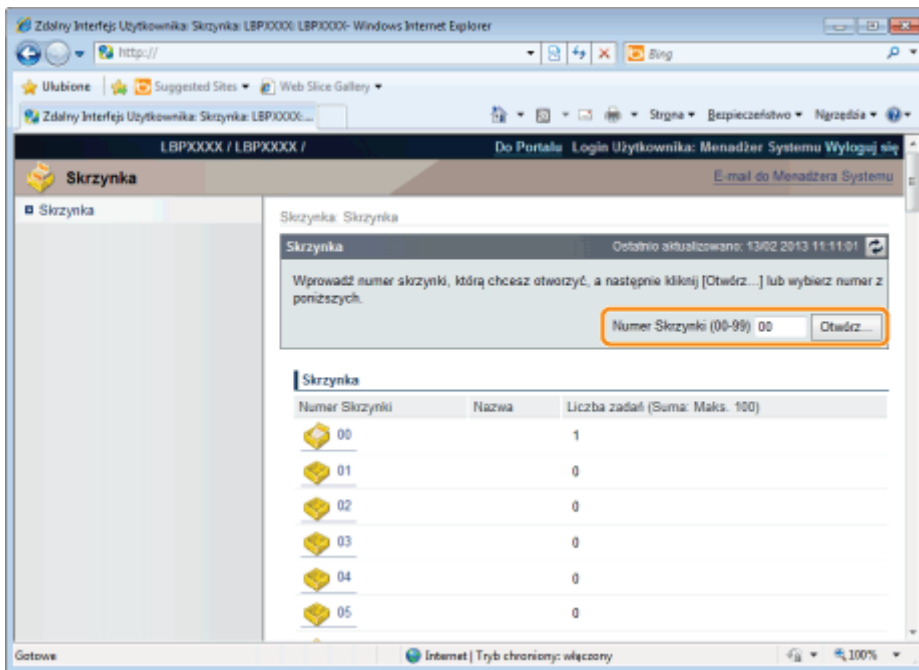 Zdalny Interfejs Użytkownika: Skrzynka: LBPXXXX: LBPXXXX- Windows Internet Explorer
http://
Bing
Ulubione Suggested Sites Web Slice Gallery
Zdalny Interfejs Użytkownika: Skrzynka: LBPXXXX:...
Strona Bezpieczeństwo Narzędzia
LBPXXXX / LBPXXXX / Do Portalu Login Użytkownika: Menadżer Systemu Wyloguj się
Skrzynka E-mail do Menadżera Systemu
Skrzynka
Skrzynka: Skrzynka
Skrzynka Ostatnio aktualizowano: 13/02 2013 11:11:01
Wprowadź numer skrzynki, którą chcesz otworzyć, a następnie kliknij [Otwórz...] lub wybierz numer z
poniższych.
Numer Skrzynki (00-99) 00 Otwórz...
Skrzynka
Numer Skrzynki Nazwa Liczba zadań (Suma: Maks. 100)
00 1
01 0
02 0
03 0
04 0
05 0
Gotowe Internet | Tryb chroniony: włączony 100%